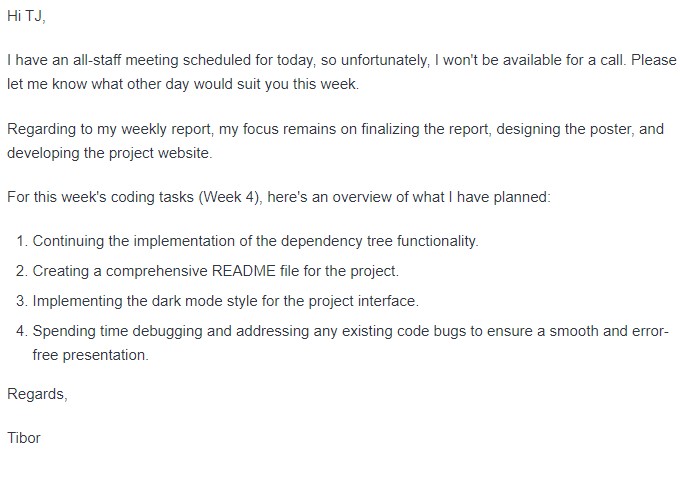 Hi TJ,
I have an all-staff meeting scheduled for today, so unfortunately, I won't be available for a call. Please
let me know what other day would suit you this week.
Regarding to my weekly report, my focus remains on finalizing the report, designing the poster, and
developing the project website.
For this week's coding tasks (Week 4), here's an overview of what I have planned:
1. Continuing the implementation of the dependency tree functionality.
2. Creating a comprehensive README file for the project.
3. Implementing the dark mode style for the project interface.
4. Spending time debugging and addressing any existing code bugs to ensure a smooth and error-
free presentation.
Regards,
Tibor